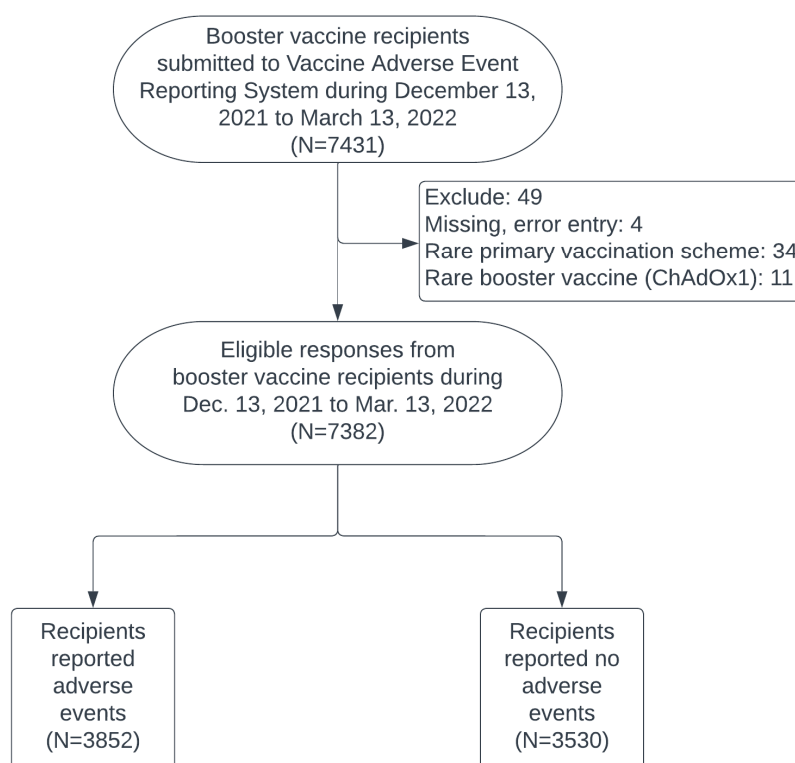 Booster vaccine recipients
submitted to Vaccine Adverse Event
Reporting System during December 13,
2021 to March 13, 2022
(N=7431)
Exclude: 49
Missing, error entry: 4
Rare primary vaccination scheme: 34
Rare booster vaccine (ChAdOx1): 11
Eligible responses from
booster vaccine recipients during
Dec. 13, 2021 to Mar. 13, 2022
(N=7382)
Recipients
reported
adverse
events
(N=3852)
Recipients
reported no
adverse
events
(N=3530)